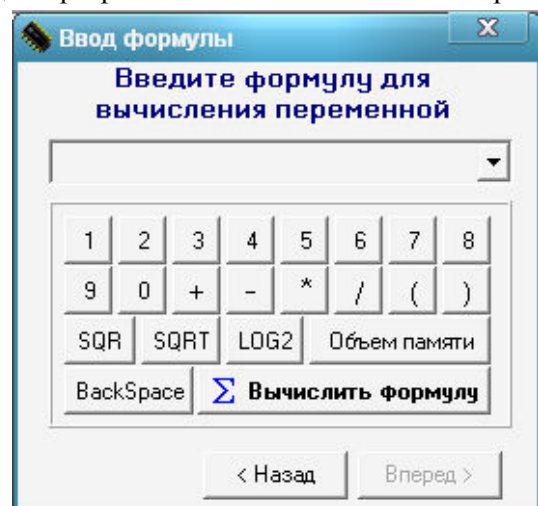 Ввод формулы
Введите формулу для
вычисления переменной
1 2 3 4 5 6 7 8
9 0 + - * / ( )
SQR SQRT LOG2 Объем памяти
BackSpace Σ Вычислить формулу
< Назад Вперед >